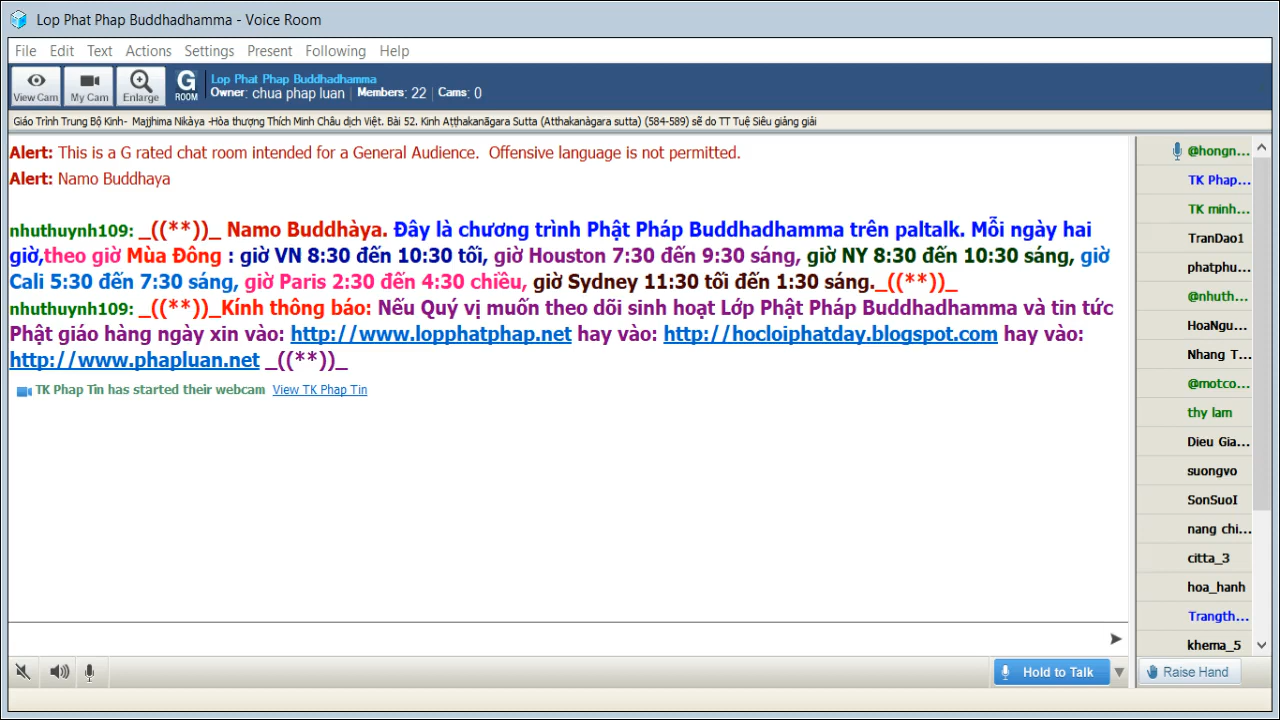 Lop Phat Phap Buddhadhamma - Voice Room
File Edit Text Actions Settings Present Following Help
View Cam My Cam Enlarge G ROOM Lop Phat Phap Buddhadhamma
Owner: chua phap luan Members: 22 Cams: 0
Giáo Trình Trung Bộ Kinh- Majjhima Nikàya -Hòa thượng Thích Minh Châu dịch Việt. Bài 52. Kinh Aṭṭhakanāgara Sutta (Atthakanàgara sutta) (584-589) sẽ do TT Tuệ Siêu giảng giải
Alert: This is a G rated chat room intended for a General Audience. Offensive language is not permitted.
Alert: Namo Buddhaya
nhuthuynh109: _((**))_ Namo Buddhàya. Đây là chương trình Phật Pháp Buddhadhamma trên paltalk. Mỗi ngày hai
giờ,theo giờ Mùa Đông : giờ VN 8:30 đến 10:30 tối, giờ Houston 7:30 đến 9:30 sáng, giờ NY 8:30 đến 10:30 sáng, giờ
Cali 5:30 đến 7:30 sáng, giờ Paris 2:30 đến 4:30 chiều, giờ Sydney 11:30 tối đến 1:30 sáng._((**))_
nhuthuynh109: _((**))_Kính thông báo: Nếu Quý vị muốn theo dõi sinh hoạt Lớp Phật Pháp Buddhadhamma và tin tức
Phật giáo hàng ngày xin vào: http://www.lopphatphap.net hay vào: http://hocloiphatday.blogspot.com hay vào:
http://www.phapluan.net _((**))_
TK Phap Tin has started their webcam View TK Phap Tin
@hongn...
TK Phap...
TK minh...
TranDao1
phatphu...
@nhuth...
HoaNgu...
Nhang T...
@motco...
thy lam
Dieu Gia...
suongvo
SonSuoI
nang chi...
citta_3
hoa_hanh
Trangth...
khema_5
Hold to Talk
Raise Hand